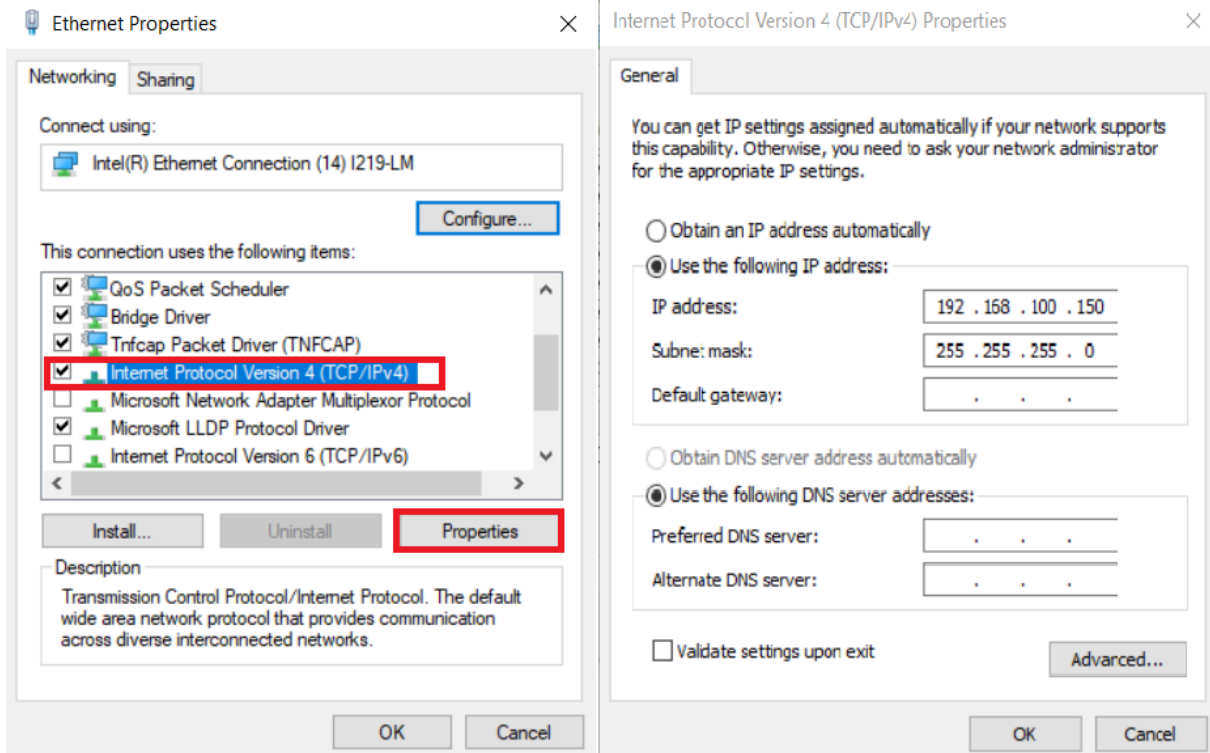 Ethernet Properties
Networking
Sharing
Connect using:
Intel(R) Ethernet Connection (14) I219-LM
Configure...
This connection uses the following items:
QoS Packet Scheduler
Bridge Driver
Tnfcap Packet Driver (TNFCAP)
Internet Protocol Version 4 (TCP/IPv4)
Microsoft Network Adapter Multiplexor Protocol
Microsoft LLDP Protocol Driver
Internet Protocol Version 6 (TCP/IPv6)
Install...
Uninstall
Properties
Description
Transmission Control Protocol/Internet Protocol. The default
wide area network protocol that provides communication
across diverse interconnected networks.
OK
Cancel
Internet Protocol Version 4 (TCP/IPv4) Properties
General
You can get IP settings assigned automatically if your network supports
this capability. Otherwise, you need to ask your network administrator
for the appropriate IP settings.
Obtain an IP address automatically
Use the following IP address:
IP address: 192 . 168 . 100 . 150
Subnet mask: 255 . 255 . 255 . 0
Default gateway: . . .
Obtain DNS server address automatically
Use the following DNS server addresses:
Preferred DNS server: . . .
Alternate DNS server: . . .
Validate settings upon exit
Advanced...
OK
Cancel